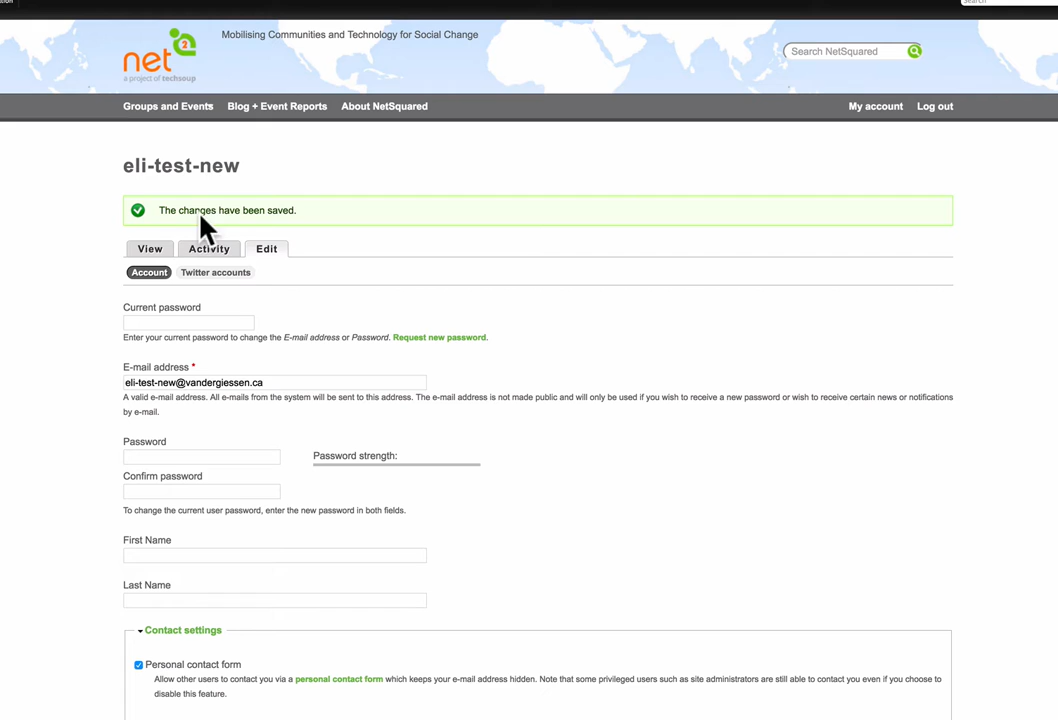 Search
Mobilising Communities and Technology for Social Change
net2
a project of techsoup
Search NetSquared
Groups and Events Blog + Event Reports About NetSquared My account Log out
eli-test-new
The changes have been saved.
View Activity Edit
Account Twitter accounts
Current password
Enter your current password to change the E-mail address or Password. Request new password.
E-mail address *
eli-test-new@vandergiessen.ca
A valid e-mail address. All e-mails from the system will be sent to this address. The e-mail address is not made public and will only be used if you wish to receive a new password or wish to receive certain news or notifications
by e-mail.
Password
Password strength:
Confirm password
To change the current user password, enter the new password in both fields.
First Name
Last Name
Contact settings
Personal contact form
Allow other users to contact you via a personal contact form which keeps your e-mail address hidden. Note that some privileged users such as site administrators are still able to contact you even if you choose to
disable this feature.